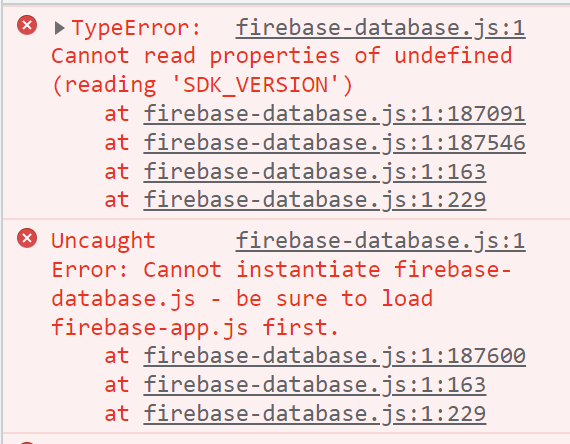 TypeError: firebase-database.js:1
Cannot read properties of undefined
(reading 'SDK_VERSION')
at firebase-database.js:1:187091
at firebase-database.js:1:187546
at firebase-database.js:1:163
at firebase-database.js:1:229
Uncaught firebase-database.js:1
Error: Cannot instantiate firebase-
database.js - be sure to load
firebase-app.js first.
at firebase-database.js:1:187600
at firebase-database.js:1:163
at firebase-database.js:1:229